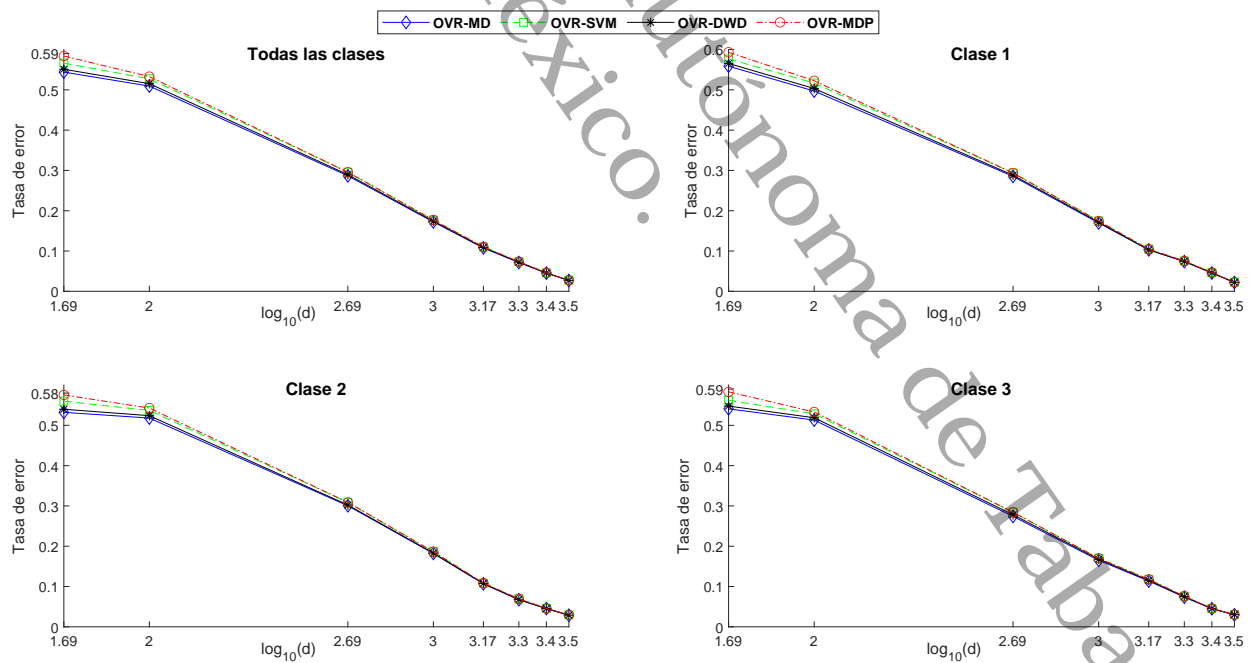 OVR-MD OVR-SVM OVR-DWD OVR-MDP
Todas las clases
0.59
0.5
0.4
0.3
0.2
0.1
0
Tasa de error
1.69 2 2.69 3 3.17 3.3 3.4 3.5
log10(d)
Clase 1
0.6
0.5
0.4
0.3
0.2
0.1
0
Tasa de error
1.69 2 2.69 3 3.17 3.3 3.4 3.5
log10(d)
Clase 2
0.58
0.5
0.4
0.3
0.2
0.1
0
Tasa de error
1.69 2 2.69 3 3.17 3.3 3.4 3.5
log10(d)
Clase 3
0.59
0.5
0.4
0.3
0.2
0.1
0
Tasa de error
1.69 2 2.69 3 3.17 3.3 3.4 3.5
log10(d)
utónoma de Taba
éxico.